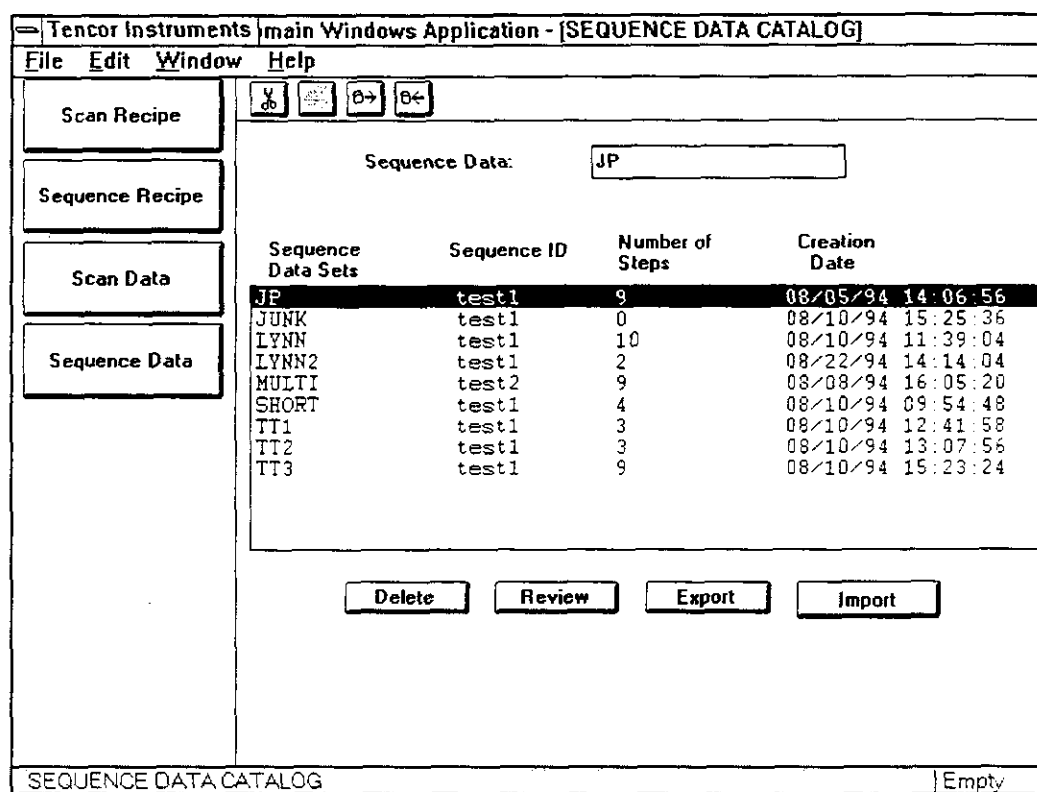 Tencor Instruments main Windows Application - [SEQUENCE DATA CATALOG]
File Edit Window Help
Scan Recipe
Sequence Recipe
Scan Data
Sequence Data
Sequence Data: JP
Sequence Data Sets Sequence ID Number of Steps Creation Date
JP test1 9 08/05/94 14:06:56
JUNK test1 0 08/10/94 15:25:36
LYNN test1 10 08/10/94 11:39:04
LYNN2 test1 2 08/22/94 14:14:04
MULTI test2 9 08/08/94 16:05:20
SHORT test1 4 08/10/94 09:54:48
TT1 test1 3 08/10/94 12:41:58
TT2 test1 3 08/10/94 13:07:56
TT3 test1 9 08/10/94 15:23:24
Delete Review Export Import
SEQUENCE DATA CATALOG Empty